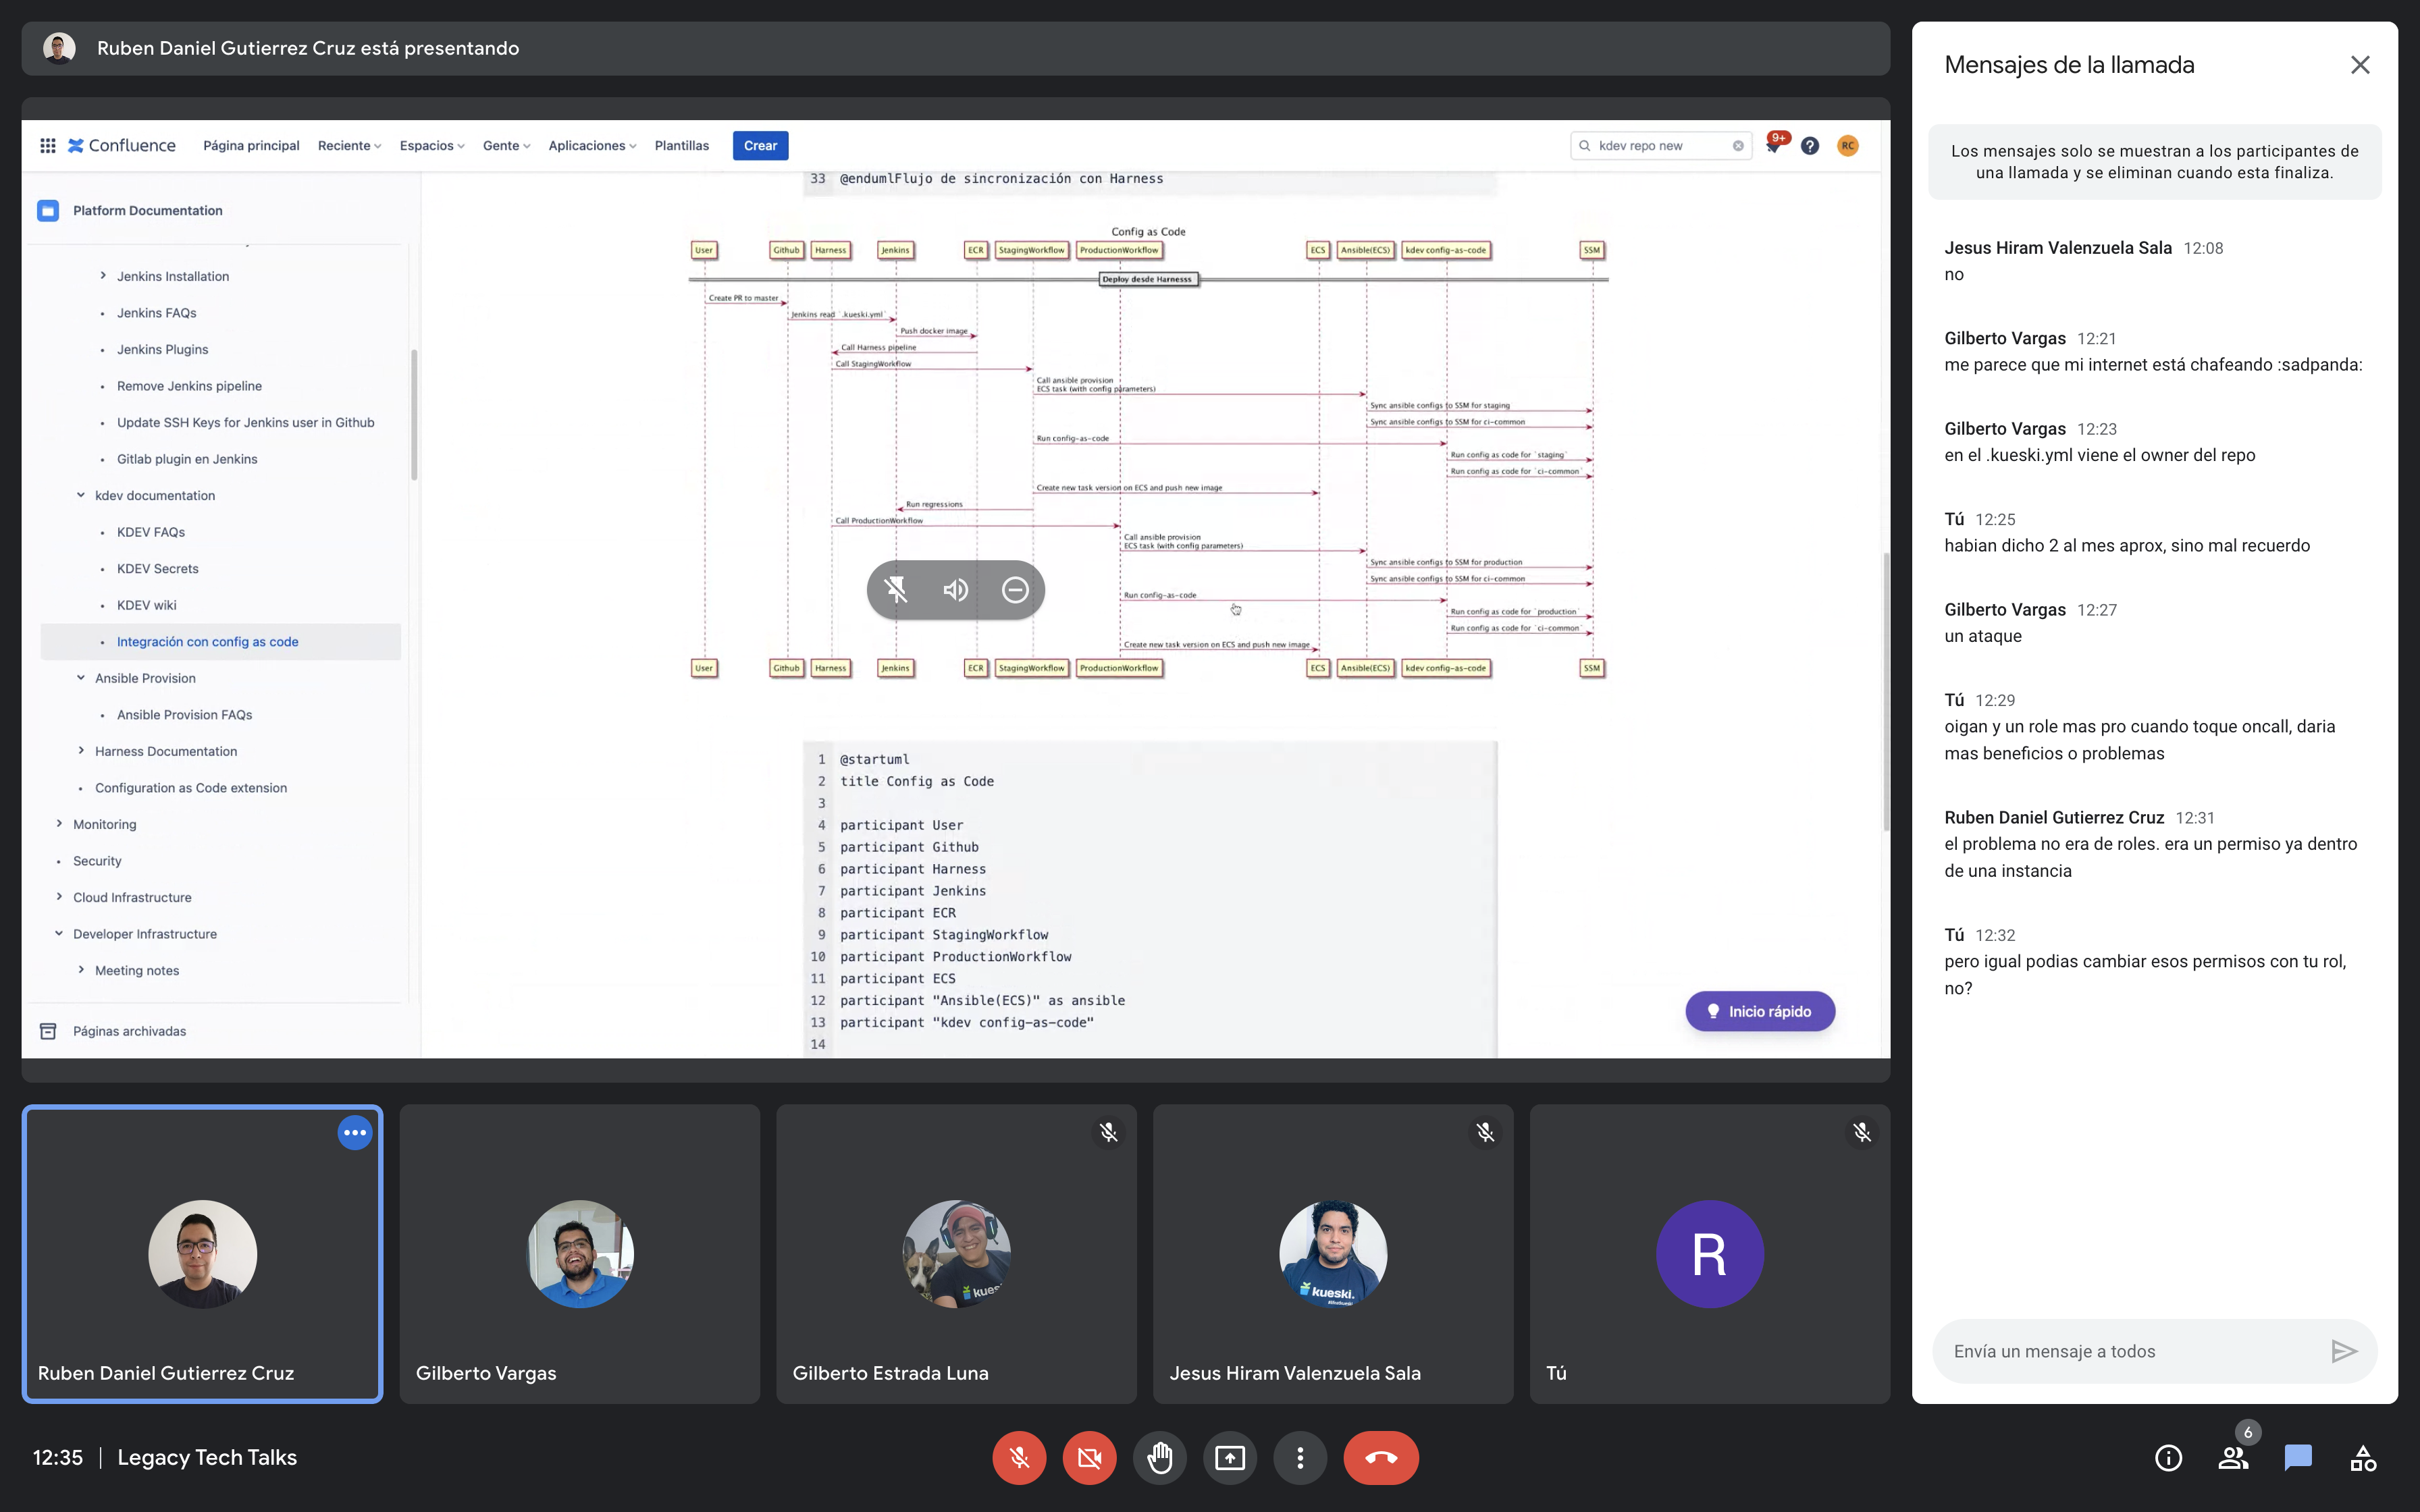 Ruben Daniel Gutierrez Cruz está presentando
Confluence
Página principal
Reciente
Espacios
Gente
Aplicaciones
Plantillas
Crear
kdev repo new
9+
RC
Platform Documentation
Jenkins Installation
Jenkins FAQs
Jenkins Plugins
Remove Jenkins pipeline
Update SSH Keys for Jenkins user in Github
Gitlab plugin en Jenkins
kdev documentation
KDEV FAQs
KDEV Secrets
KDEV wiki
Integración con config as code
Ansible Provision
Ansible Provision FAQs
Harness Documentation
Configuration as Code extension
Monitoring
Security
Cloud Infrastructure
Developer Infrastructure
Meeting notes
Páginas archivadas
33 @endumlFlujo de sincronización con Harness
Config as Code
User Github Harness Jenkins ECR StagingWorkflow ProductionWorkflow ECS Ansible(ECS) kdev config-as-code SSM
Deploy desde Harnesss
Create PR to master
Jenkins read `.kueski.yml`
Push docker image
Call Harness pipeline
Call StagingWorkflow
Call ansible provision
ECS task (with config parameters)
Sync ansible configs to SSM for staging
Sync ansible configs to SSM for ci-common
Run config-as-code
Run config as code for `staging`
Run config as code for `ci-common`
Create new task version on ECS and push new image
Run regressions
Call ProductionWorkflow
Call ansible provision
ECS task (with config parameters)
Sync ansible configs to SSM for production
Sync ansible configs to SSM for ci-common
Run config-as-code
Run config as code for `production`
Run config as code for `ci-common`
Create new task version on ECS and push new image
User Github Harness Jenkins ECR StagingWorkflow ProductionWorkflow ECS Ansible(ECS) kdev config-as-code SSM
1 @startuml
2 title Config as Code
3
4 participant User
5 participant Github
6 participant Harness
7 participant Jenkins
8 participant ECR
9 participant StagingWorkflow
10 participant ProductionWorkflow
11 participant ECS
12 participant "Ansible(ECS)" as ansible
13 participant "kdev config-as-code"
14
Inicio rápido
Mensajes de la llamada
Los mensajes solo se muestran a los participantes de
una llamada y se eliminan cuando esta finaliza.
Jesus Hiram Valenzuela Sala 12:08
no
Gilberto Vargas 12:21
me parece que mi internet está chafeando :sadpanda:
Gilberto Vargas 12:23
en el .kueski.yml viene el owner del repo
Tú 12:25
habian dicho 2 al mes aprox, sino mal recuerdo
Gilberto Vargas 12:27
un ataque
Tú 12:29
oigan y un role mas pro cuando toque oncall, daria
mas beneficios o problemas
Ruben Daniel Gutierrez Cruz 12:31
el problema no era de roles. era un permiso ya dentro
de una instancia
Tú 12:32
pero igual podias cambiar esos permisos con tu rol,
no?
Envía un mensaje a todos
kues
kueski.
R
Ruben Daniel Gutierrez Cruz
Gilberto Vargas
Gilberto Estrada Luna
Jesus Hiram Valenzuela Sala
Tú
12:35 | Legacy Tech Talks
6